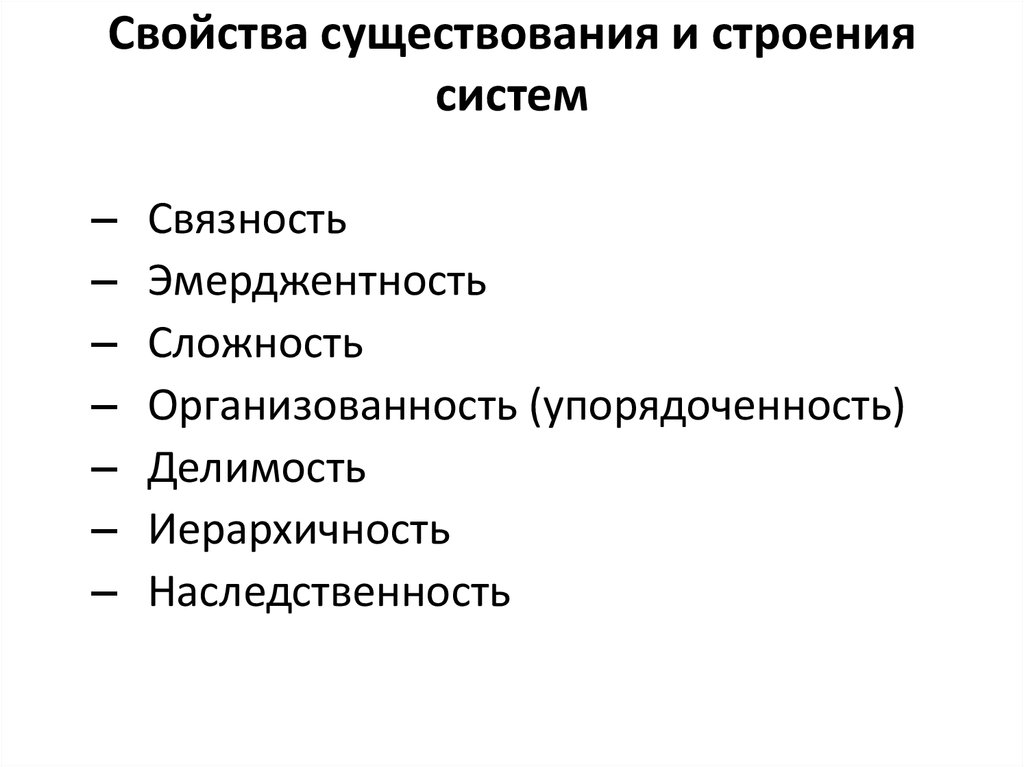 Свойства существования и строения
систем
– Связность
– Эмерджентность
– Сложность
– Организованность (упорядоченность)
– Делимость
– Иерархичность
– Наследственность